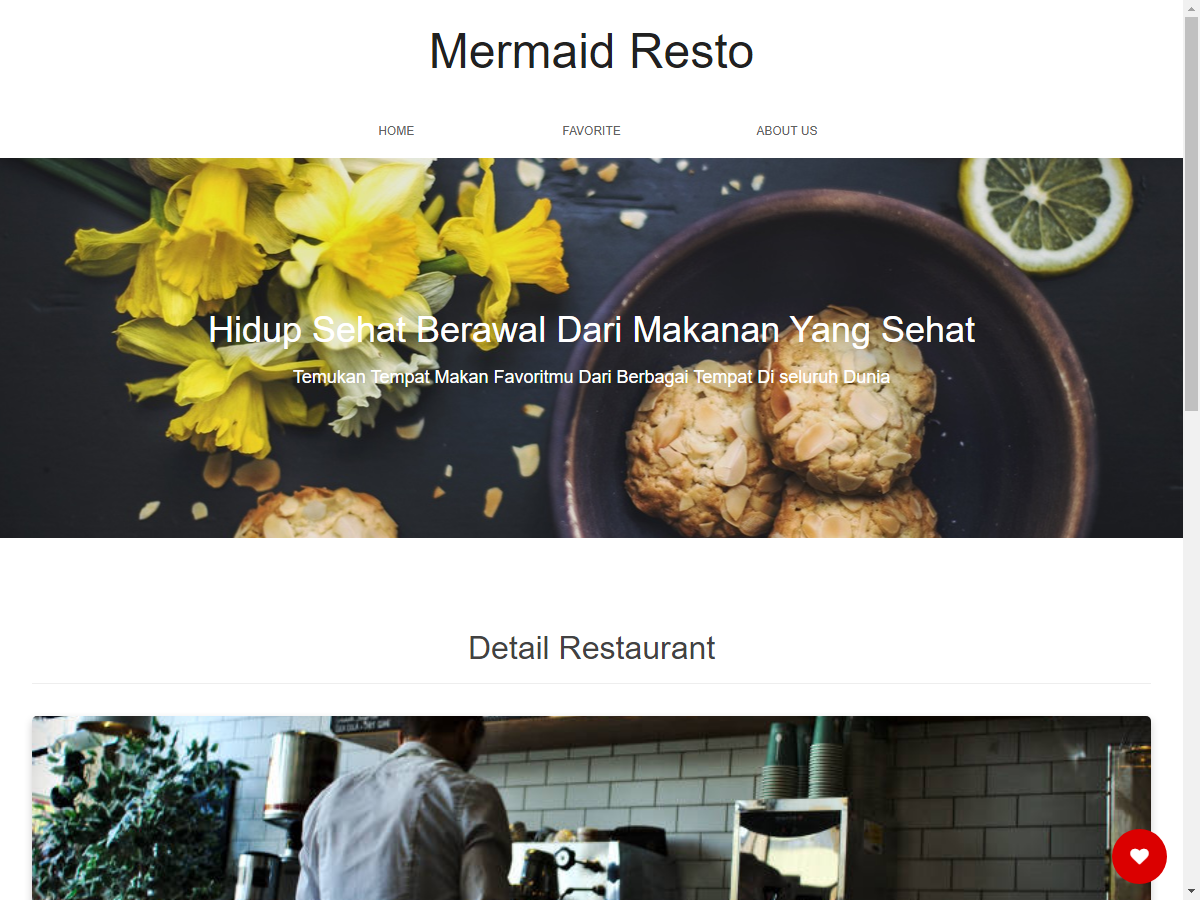 Mermaid Resto
HOME
FAVORITE
ABOUT US
Hidup Sehat Berawal Dari Makanan Yang Sehat
Temukan Tempat Makan Favoritmu Dari Berbagai Tempat Di seluruh Dunia
Detail Restaurant